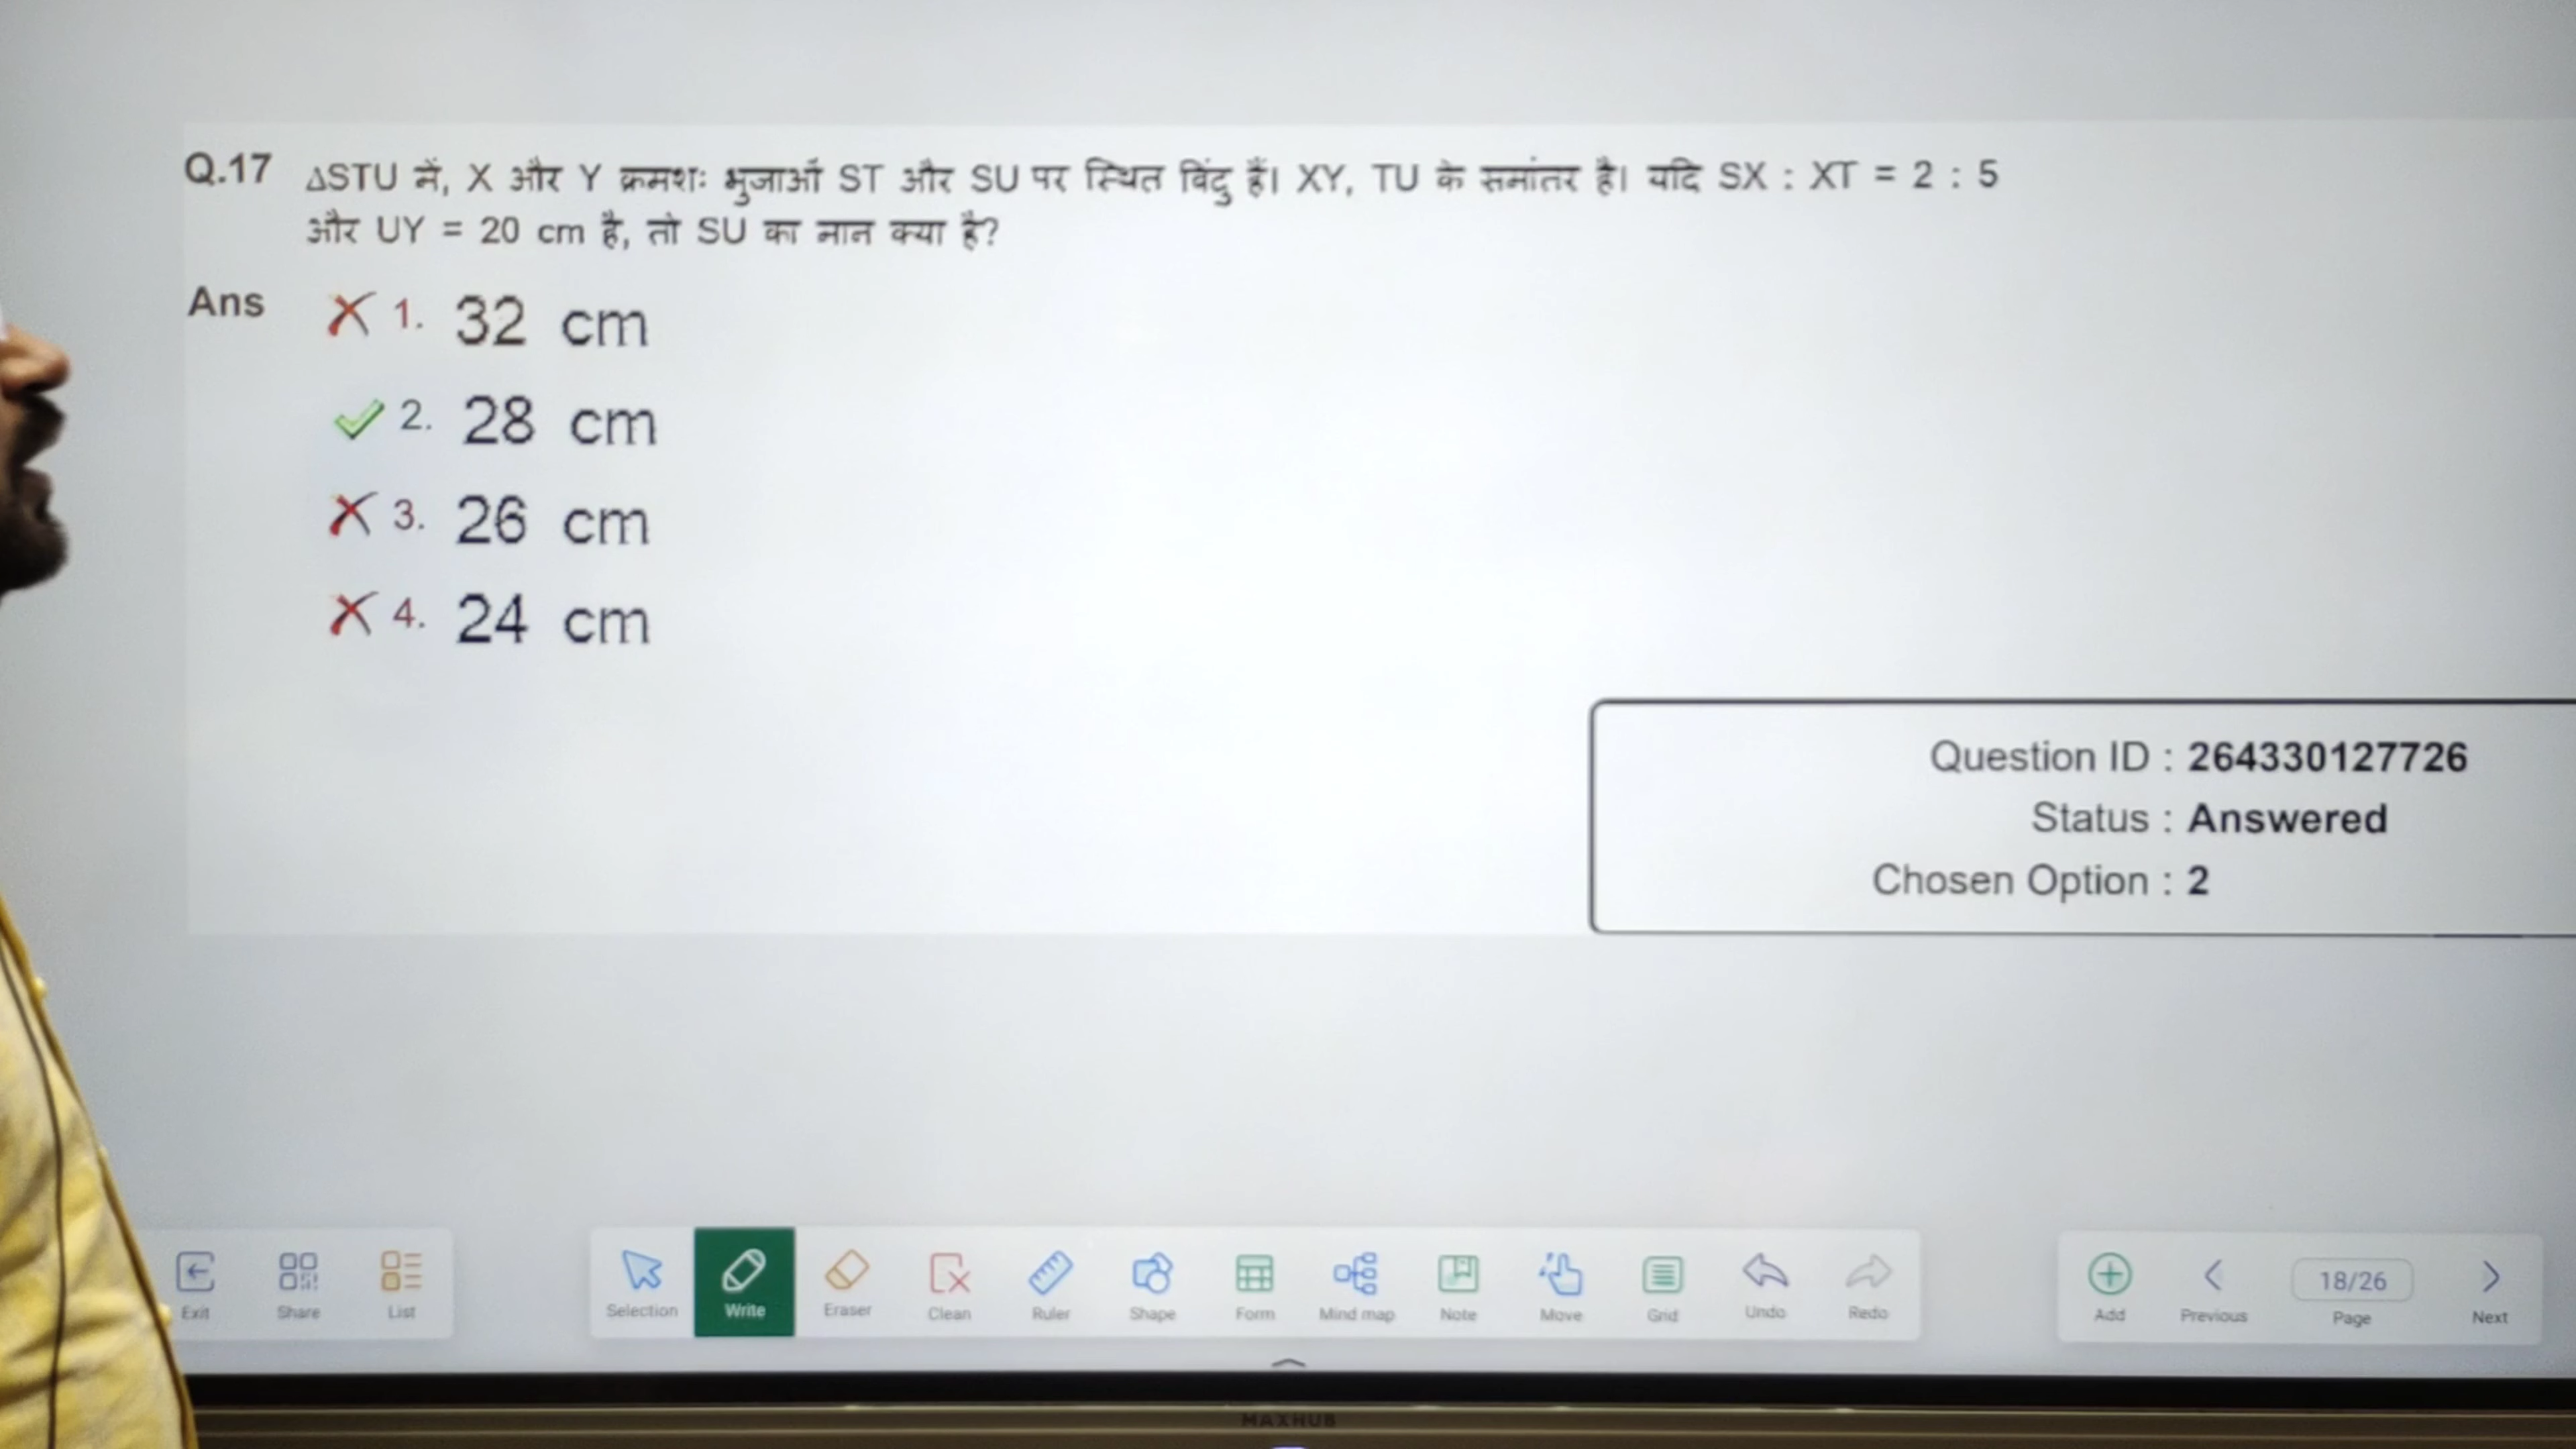 Q.17 ΔSTU में, X और Y क्रमशः भुजाओं ST और SU पर स्थित बिंदु हैं। XY, TU के समांतर है। यदि SX : XT = 2 : 5
और UY = 20 cm है, तो SU का मान क्या है?
Ans 1. 32 cm
2. 28 cm
3. 26 cm
4. 24 cm
Question ID : 264330127726
Status : Answered
Chosen Option : 2
Exit Share List Selection Write Eraser Clean Ruler Shape Form Mind map Note Move Grid Undo Redo Add Previous 18/26 Page Next
MAXHUB